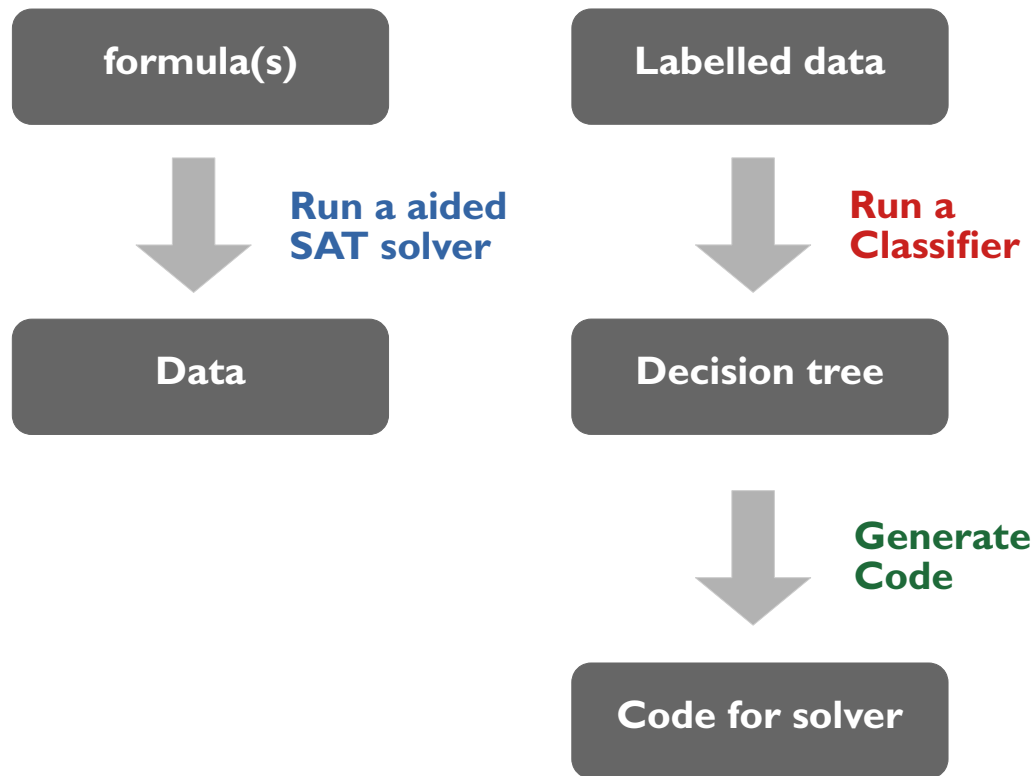 formula(s)
Run a aided
SAT solver
Data
Labelled data
Run a
Classifier
Decision tree
Generate
Code
Code for solver